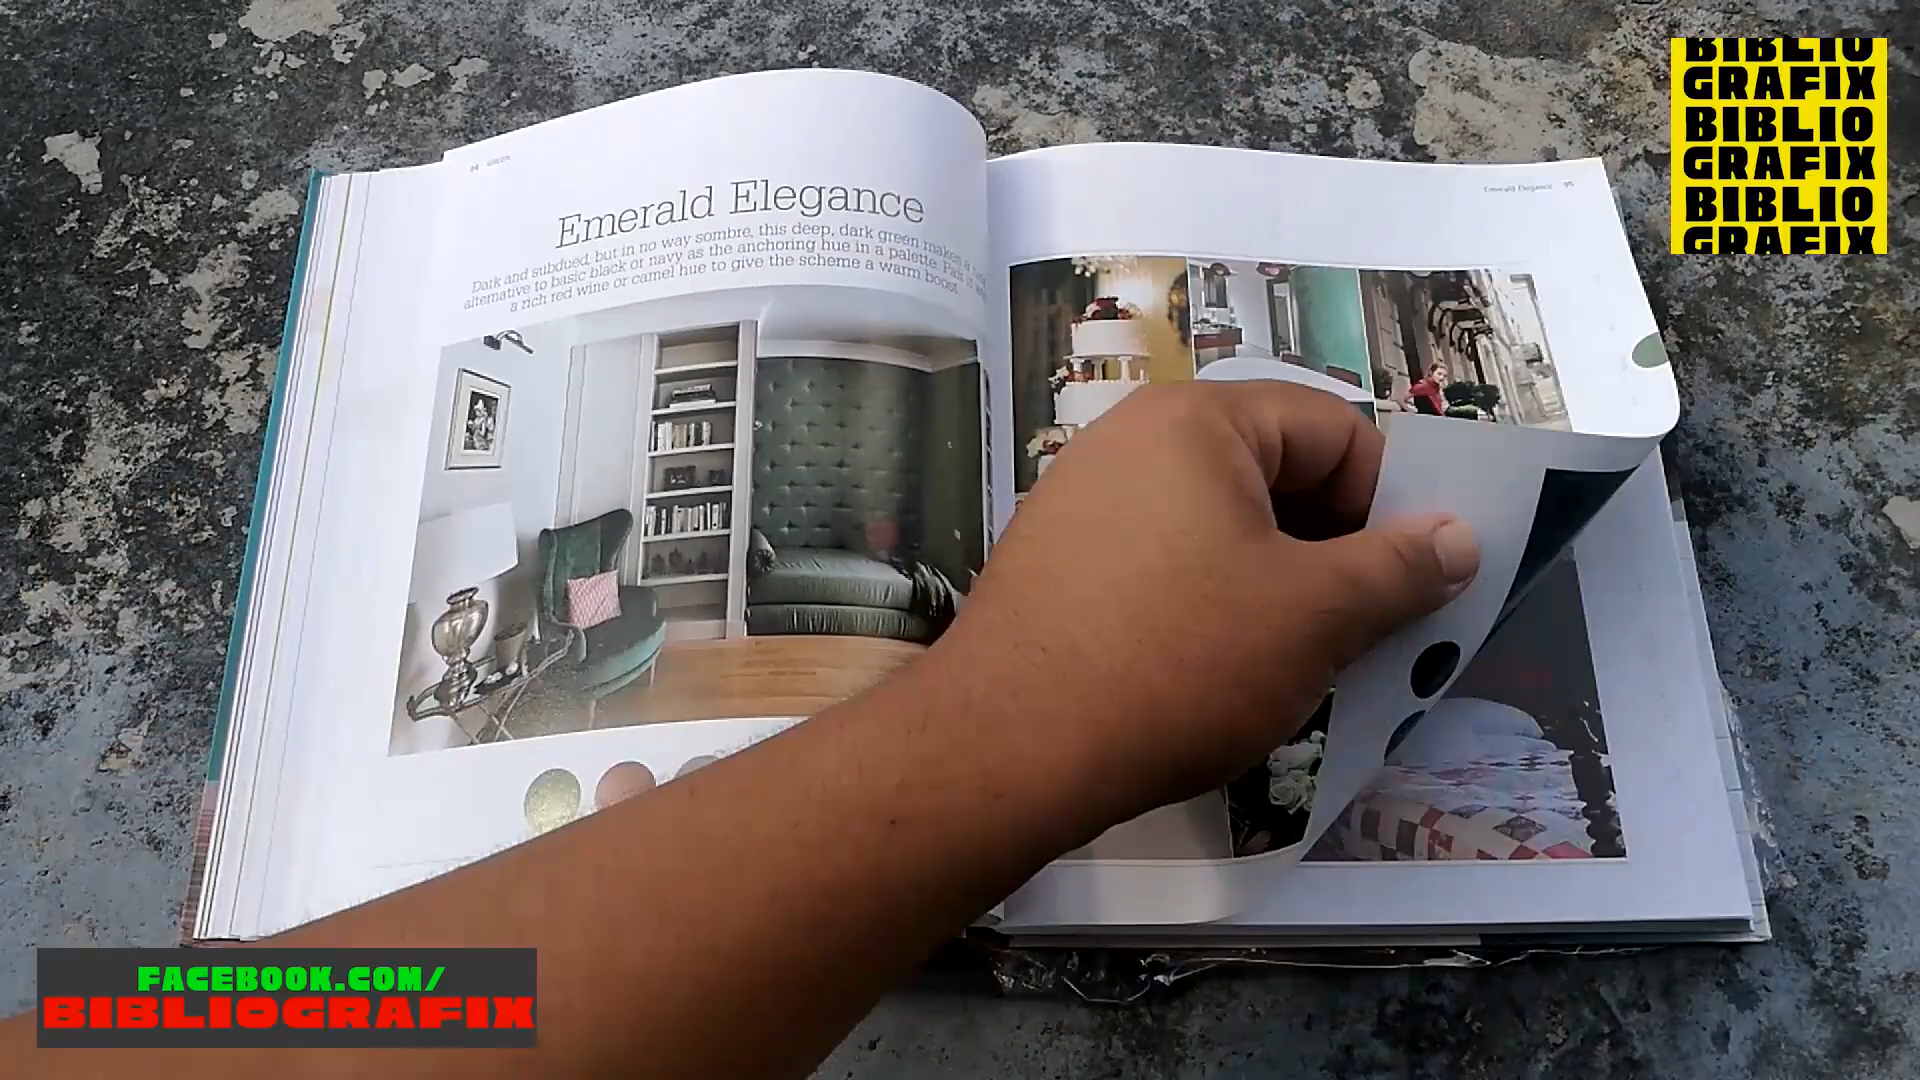 94 GREEN
Emerald Elegance
Dark and subdued, but in no way sombre, this deep, dark green makes a
alternative to basic black or navy as the anchoring hue in a palette. Pair it
a rich red wine or camel hue to give the scheme a warm boost.
Emerald Elegance 95
BIBLIO
GRAFIX
BIBLIO
GRAFIX
BIBLIO
GRAFIX
FACEBOOK.COM/
BIBLIOGRAFIX